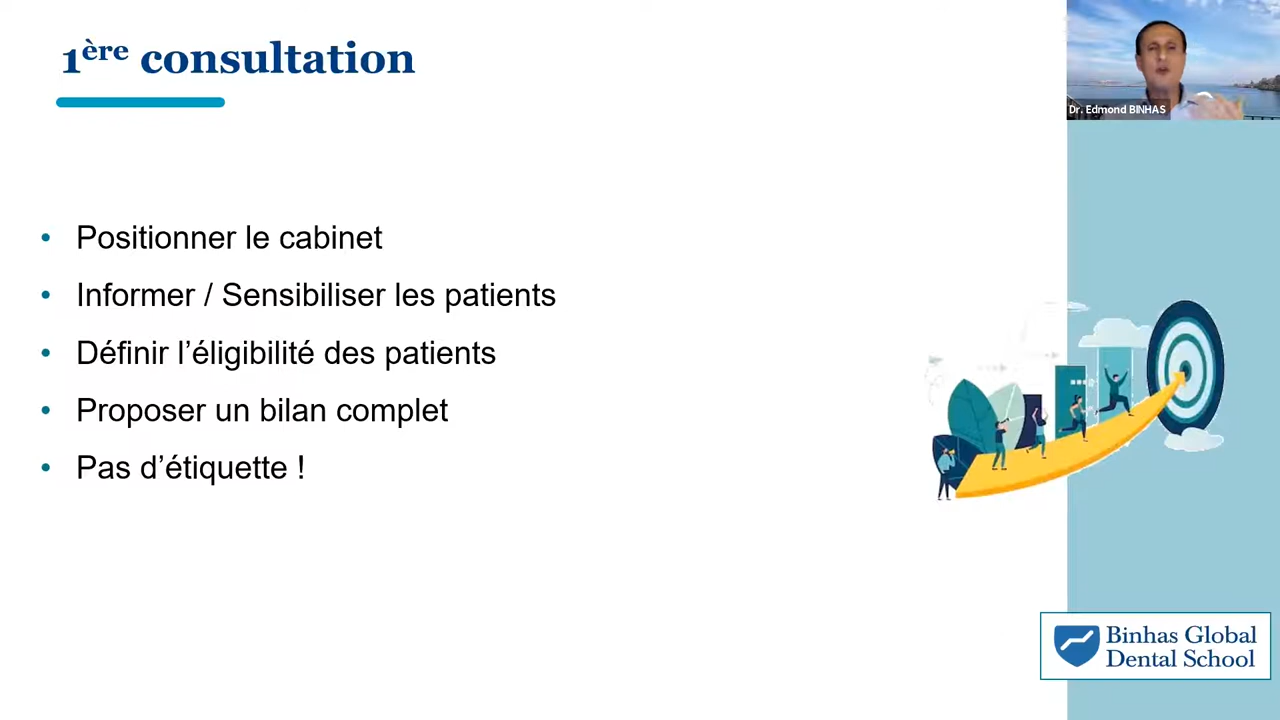 1ère consultation
Dr. Edmond BINHAS
• Positionner le cabinet
• Informer / Sensibiliser les patients
• Définir l’éligibilité des patients
• Proposer un bilan complet
• Pas d’étiquette !
Binhas Global
Dental School